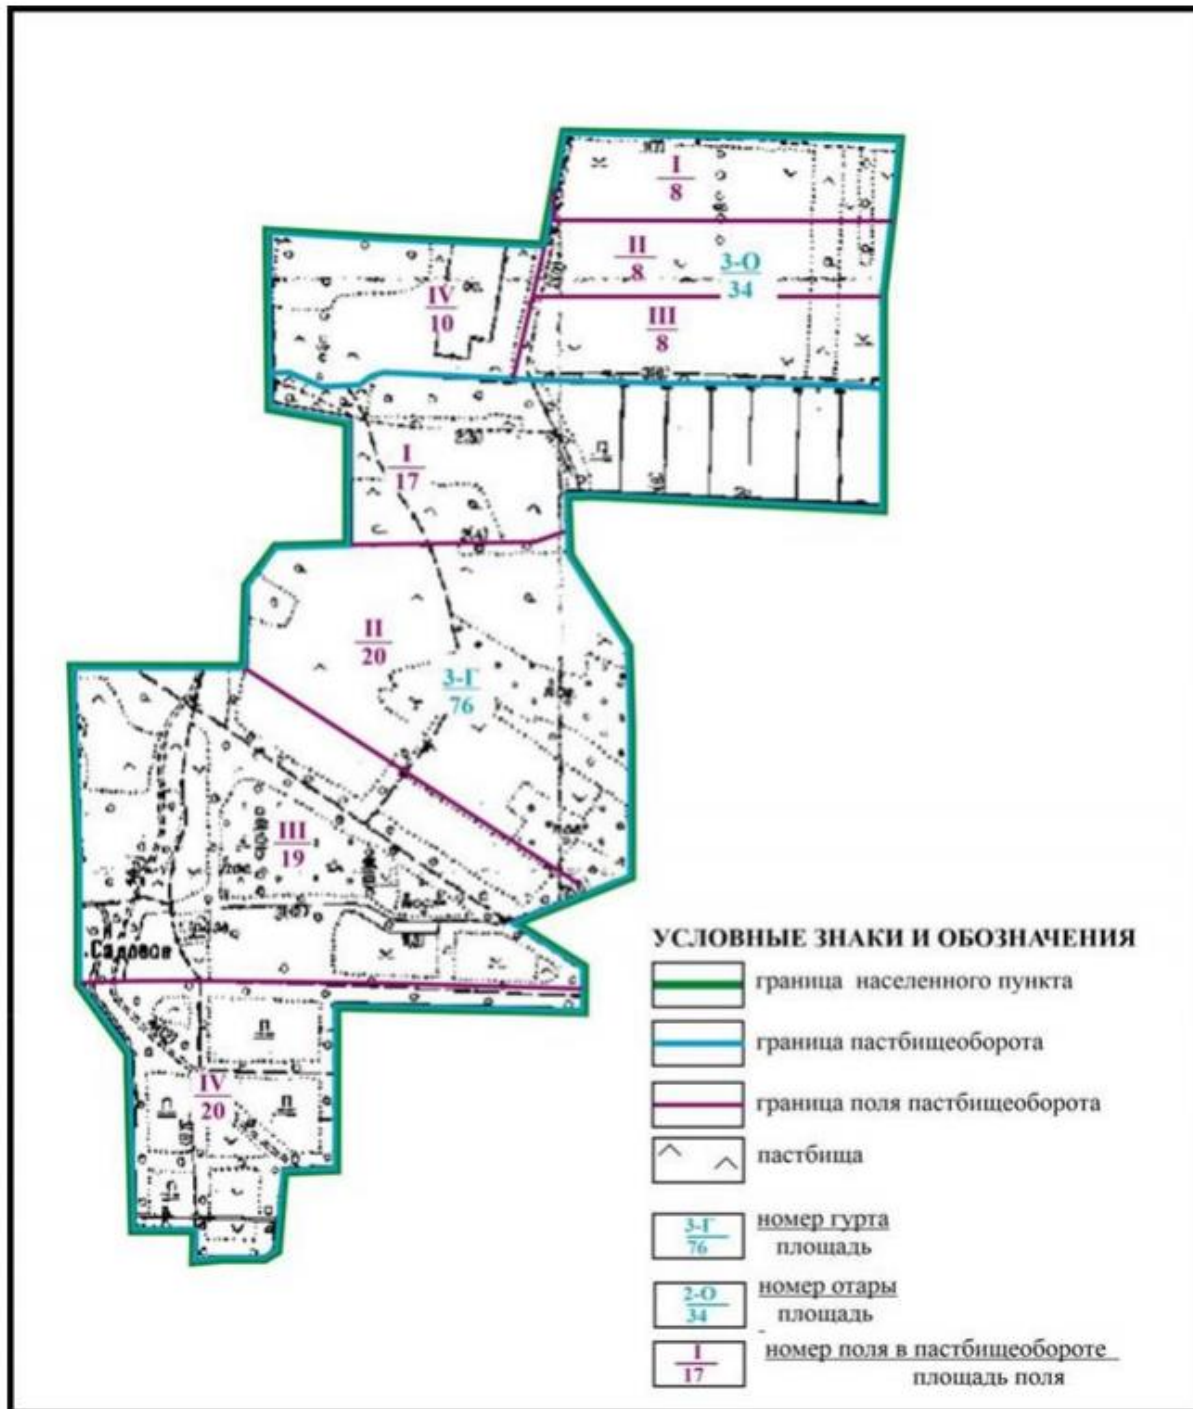 I
8
II
8
3-О
34
IV
10
III
8
I
17
П
II
20
3-Г
76
III
19
Садовое
П
IV
20
П
П
УСЛОВНЫЕ ЗНАКИ И ОБОЗНАЧЕНИЯ
граница населенного пункта
граница пастбищеоборота
граница поля пастбищеоборота
пастбища
3-Г
76
номер гурта
площадь
2-О
34
номер отары
площадь
I
17
номер поля в пастбищеобороте
площадь поля